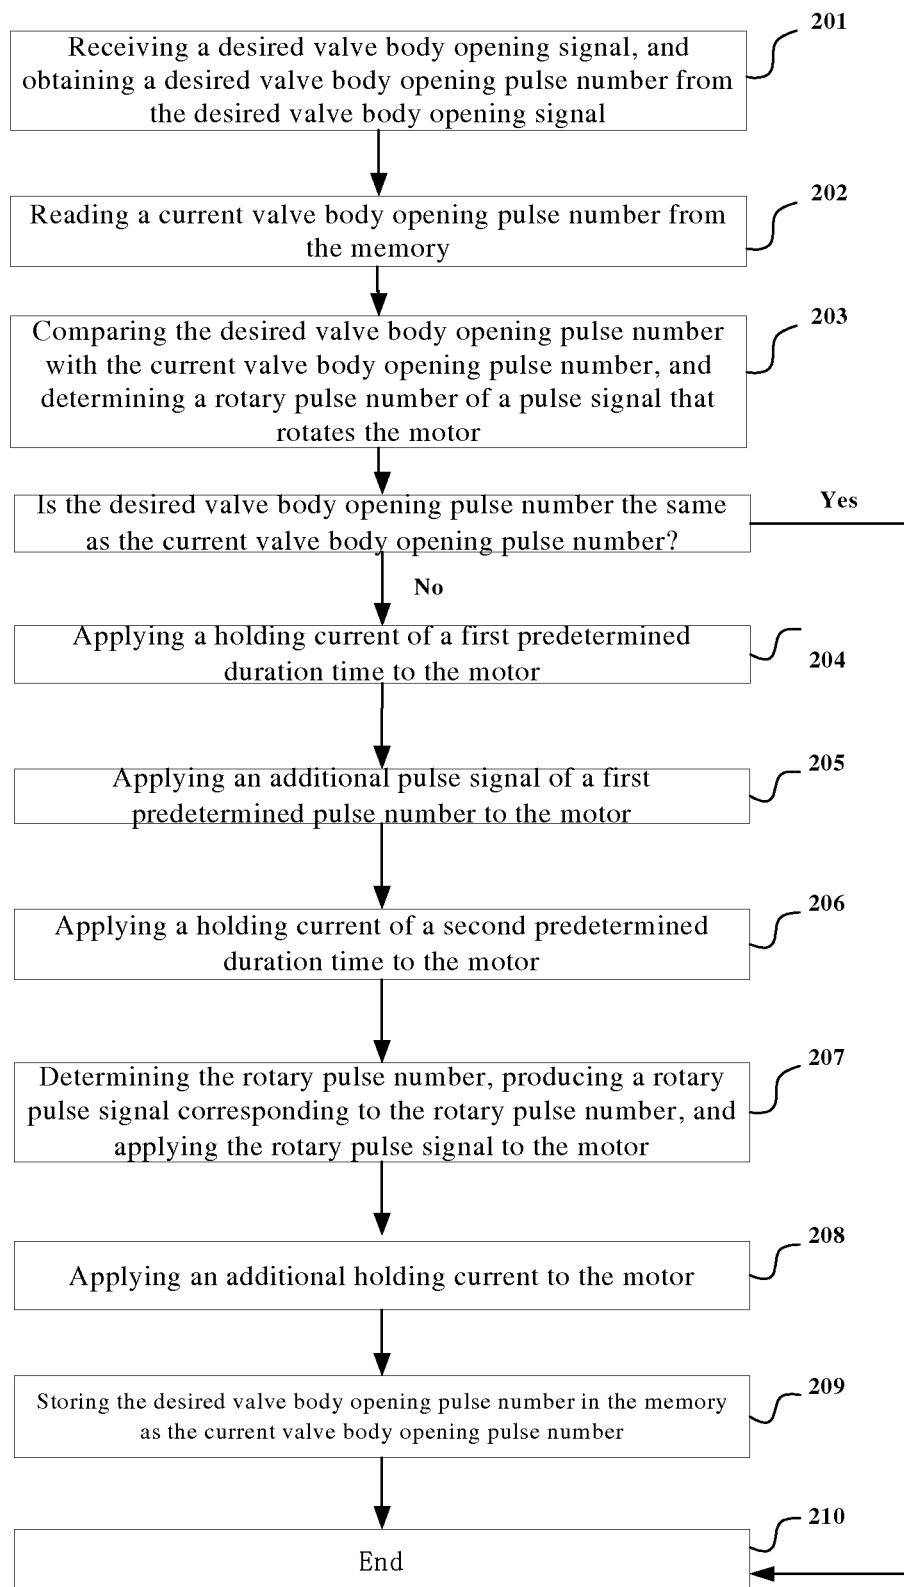 201
Receiving a desired valve body opening signal, and
obtaining a desired valve body opening pulse number from
the desired valve body opening signal
202
Reading a current valve body opening pulse number from
the memory
203
Comparing the desired valve body opening pulse number
with the current valve body opening pulse number, and
determining a rotary pulse number of a pulse signal that
rotates the motor
Is the desired valve body opening pulse number the same
as the current valve body opening pulse number?
Yes
No
Applying a holding current of a first predetermined
duration time to the motor
204
Applying an additional pulse signal of a first
predetermined pulse number to the motor
205
Applying a holding current of a second predetermined
duration time to the motor
206
Determining the rotary pulse number, producing a rotary
pulse signal corresponding to the rotary pulse number, and
applying the rotary pulse signal to the motor
207
Applying an additional holding current to the motor
208
Storing the desired valve body opening pulse number in the memory
as the current valve body opening pulse number
209
End
210